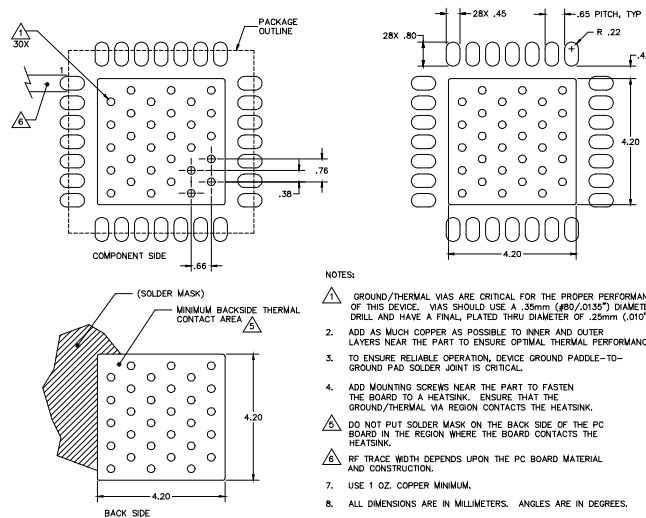 PACKAGE
OUTLINE
1
30X
1
6
.76
.38
.66
COMPONENT SIDE
28X .45
.65 PITCH, TYP
28X .80
R .22
4.20
4.20
(SOLDER MASK)
MINIMUM BACKSIDE THERMAL
CONTACT AREA 5
4.20
4.20
BACK SIDE
NOTES:
1 GROUND/THERMAL VIAS ARE CRITICAL FOR THE PROPER
OF THIS DEVICE. VIAS SHOULD USE A .35mm (#80/.0135")
DRILL AND HAVE A FINAL, PLATED THRU DIAMETER OF .25mm (.010"
2. ADD AS MUCH COPPER AS POSSIBLE TO INNER AND OUTER
LAYERS NEAR THE PART TO ENSURE OPTIMAL THERMAL
3. TO ENSURE RELIABLE OPERATION, DEVICE GROUND PADDLE-TO-
GROUND PAD SOLDER JOINT IS CRITICAL.
4. ADD MOUNTING SCREWS NEAR THE PART TO FASTEN
THE BOARD TO A HEATSINK. ENSURE THAT THE
GROUND/THERMAL VIA REGION CONTACTS THE HEATSINK.
5 DO NOT PUT SOLDER MASK ON THE BACK SIDE OF THE PC
BOARD IN THE REGION WHERE THE BOARD CONTACTS THE
HEATSINK.
6 RF TRACE WIDTH DEPENDS UPON THE PC BOARD MATERIAL
AND CONSTRUCTION.
7. USE 1 OZ. COPPER MINIMUM.
8. ALL DIMENSIONS ARE IN MILLIMETERS. ANGLES ARE IN DEGREES.